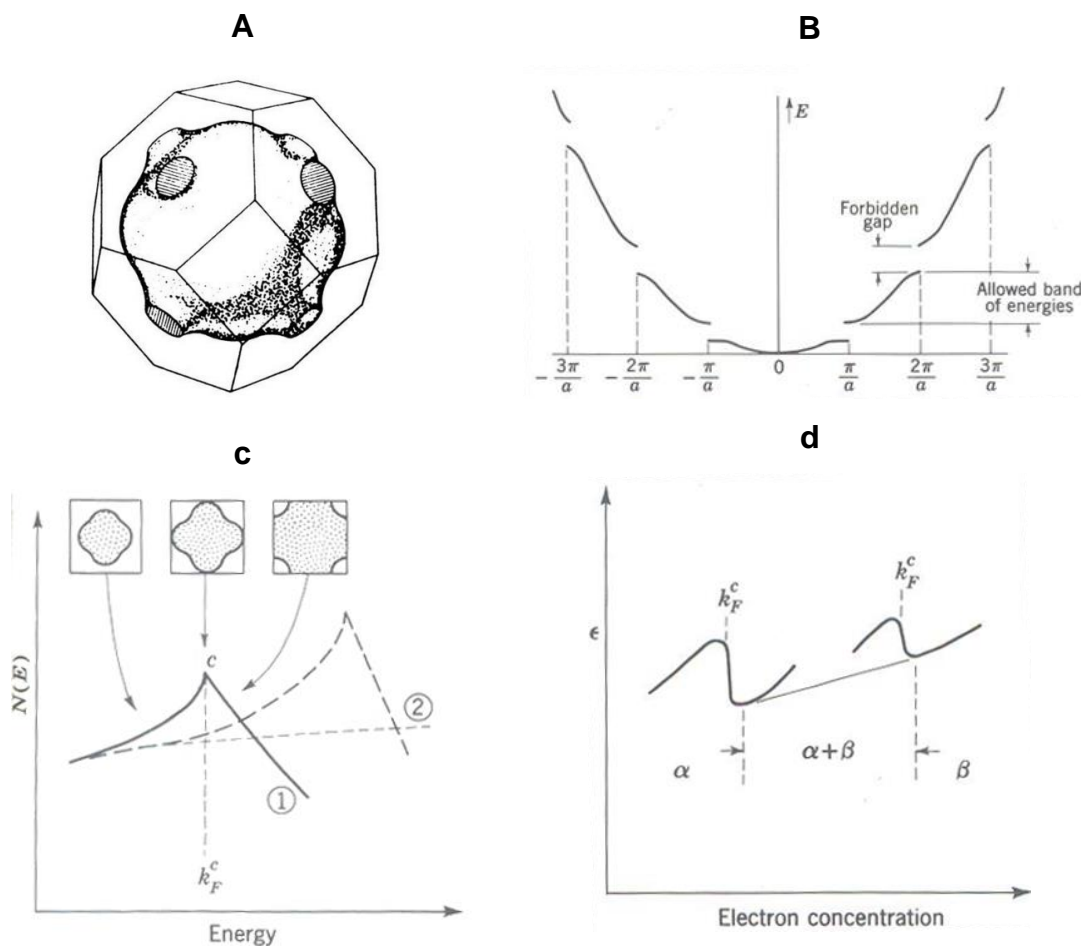 A
B
E
Forbidden
gap
Allowed band
of energies
-3π/a
-2π/a
-π/a
0
π/a
2π/a
3π/a
c
d
N(E)
c
①
②
k_F^c
Energy
ϵ
k_F^c
k_F^c
α
α+β
β
Electron concentration